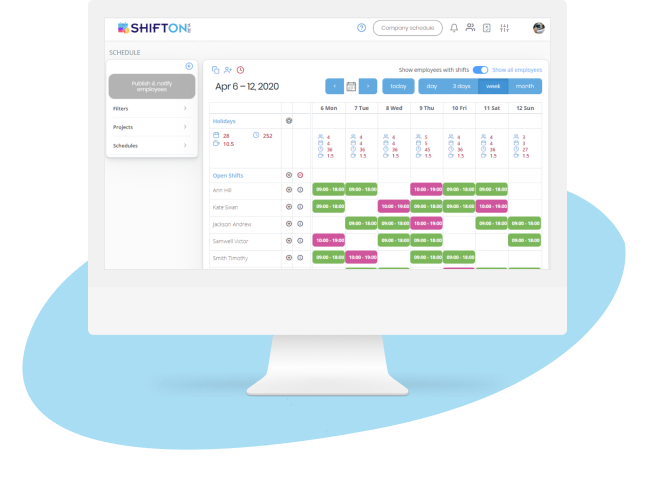 SHIFTON
Company schedule
SCHEDULE
Publish & notify
employees
Filters
Projects
Schedules
Show employees with shifts
Show all employees
Apr 6 – 12, 2020
today
day
3 days
week
month
6 Mon
7 Tue
8 Wed
9 Thu
10 Fri
11 Sat
12 Sun
Holidays
28
252
10.5
4
4
36
1.5
4
4
36
1.5
4
4
36
1.5
5
5
45
1.5
4
4
36
1.5
4
4
36
1.5
3
3
27
1.5
Open Shifts
Ann Hill
09:00 - 18:00 09:00 - 18:00 10:00 - 19:00 09:00 - 18:00 09:00 - 18:00
Kate Swan
09:00 - 18:00 10:00 - 19:00 09:00 - 18:00 09:00 - 18:00 10:00 - 19:00
Jackson Andrew
09:00 - 18:00 09:00 - 18:00 10:00 - 19:00 09:00 - 18:00 09:00 - 18:00
Samwell Victor
10:00 - 19:00 09:00 - 18:00 09:00 - 18:00 09:00 - 18:00
Smith Timothy
09:00 - 18:00 10:00 - 19:00 09:00 - 18:00 09:00 - 18:00